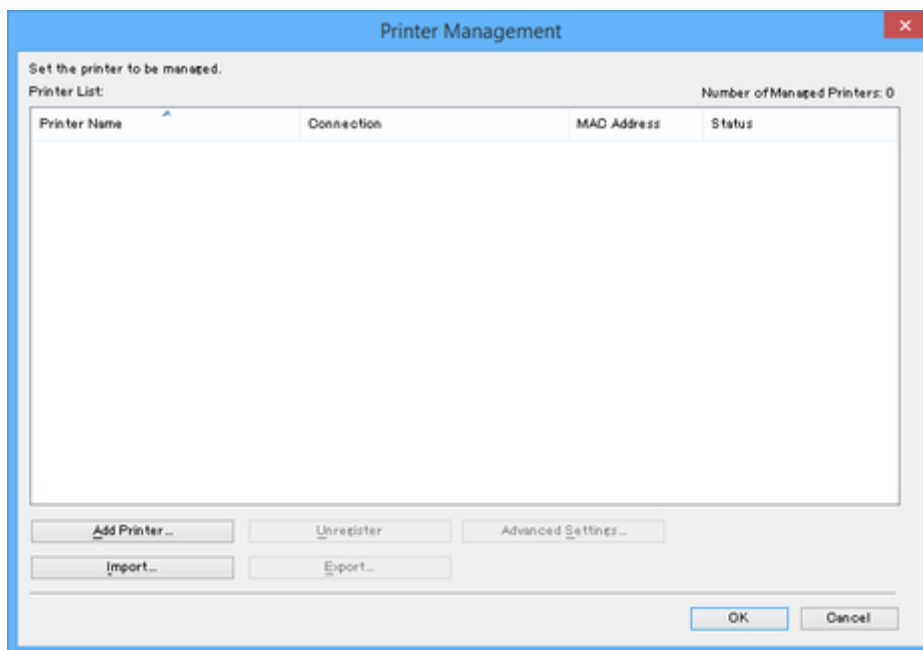 Printer Management
Set the printer to be managed.
Printer List:
Number of Managed Printers: 0
Printer Name Connection MAC Address Status
Add Printer... Unregister Advanced Settings...
Import... Export...
OK Cancel